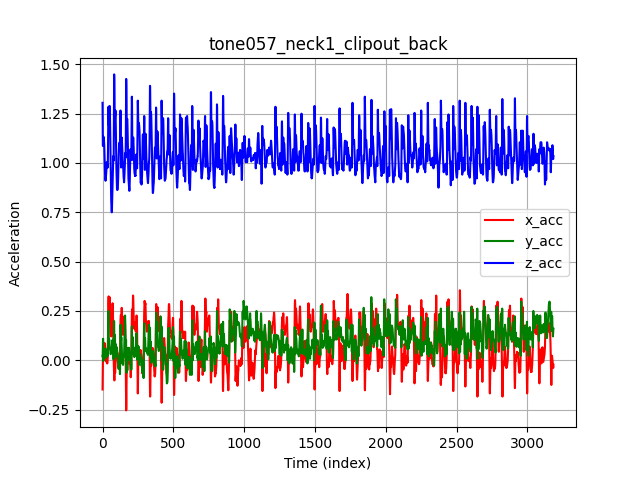 tone057_neck1_clipout_back
1.50
1.25
1.00
0.75
0.50
0.25
0.00
−0.25
Acceleration
x_acc
y_acc
z_acc
0 500 1000 1500 2000 2500 3000
Time (index)